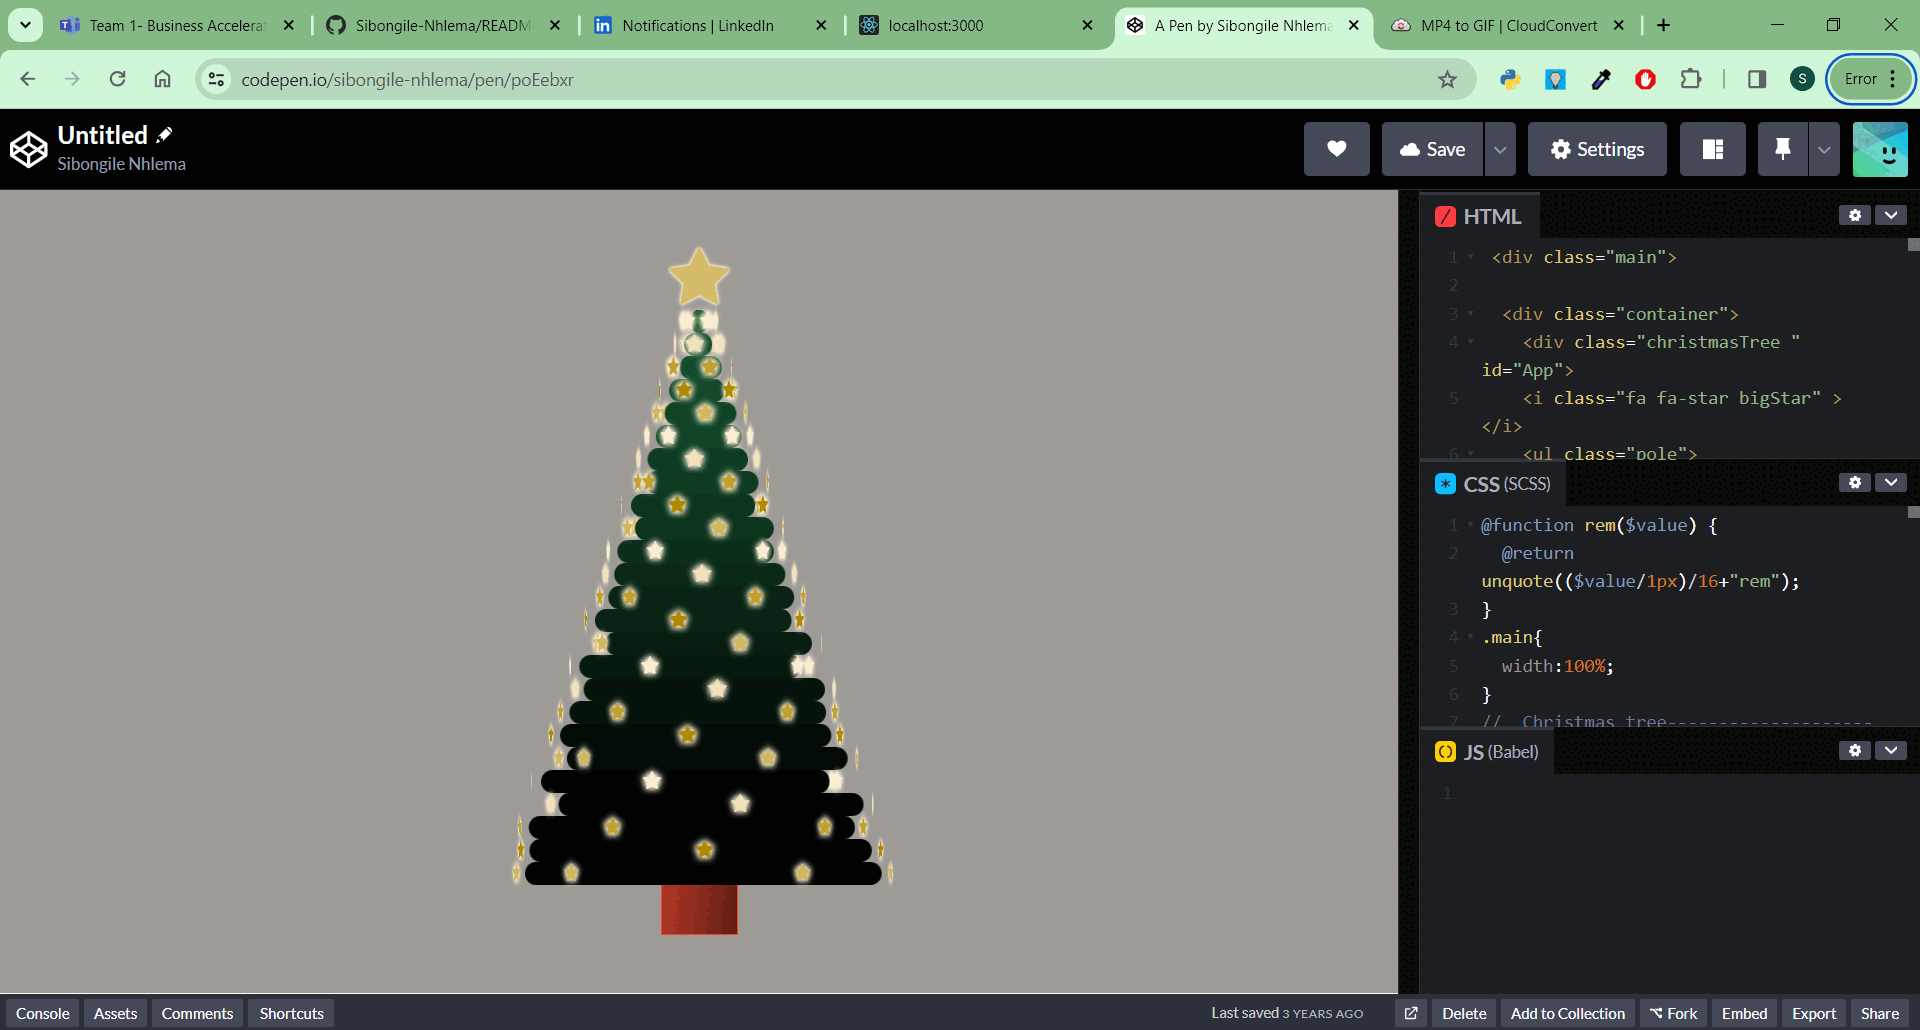 Team 1- Business Accelerat
Sibongile-Nhlema/READM
Notifications | LinkedIn
localhost:3000
A Pen by Sibongile Nhlema
MP4 to GIF | CloudConvert
codepen.io/sibongile-nhlema/pen/poEebxr
S
Error
Untitled
Sibongile Nhlema
Save
Settings
HTML
1 <div class="main">
2
3 <div class="container">
4 <div class="christmasTree "
id="App">
5 <i class="fa fa-star bigStar" >
</i>
6 <ul class="pole">
CSS (SCSS)
1 @function rem($value) {
2 @return
unquote(($value/1px)/16+"rem");
3 }
4 .main{
5 width:100%;
6 }
7 // Christmas tree--------------------
JS (Babel)
1
Console
Assets
Comments
Shortcuts
Last saved 3 YEARS AGO
Delete
Add to Collection
Fork
Embed
Export
Share